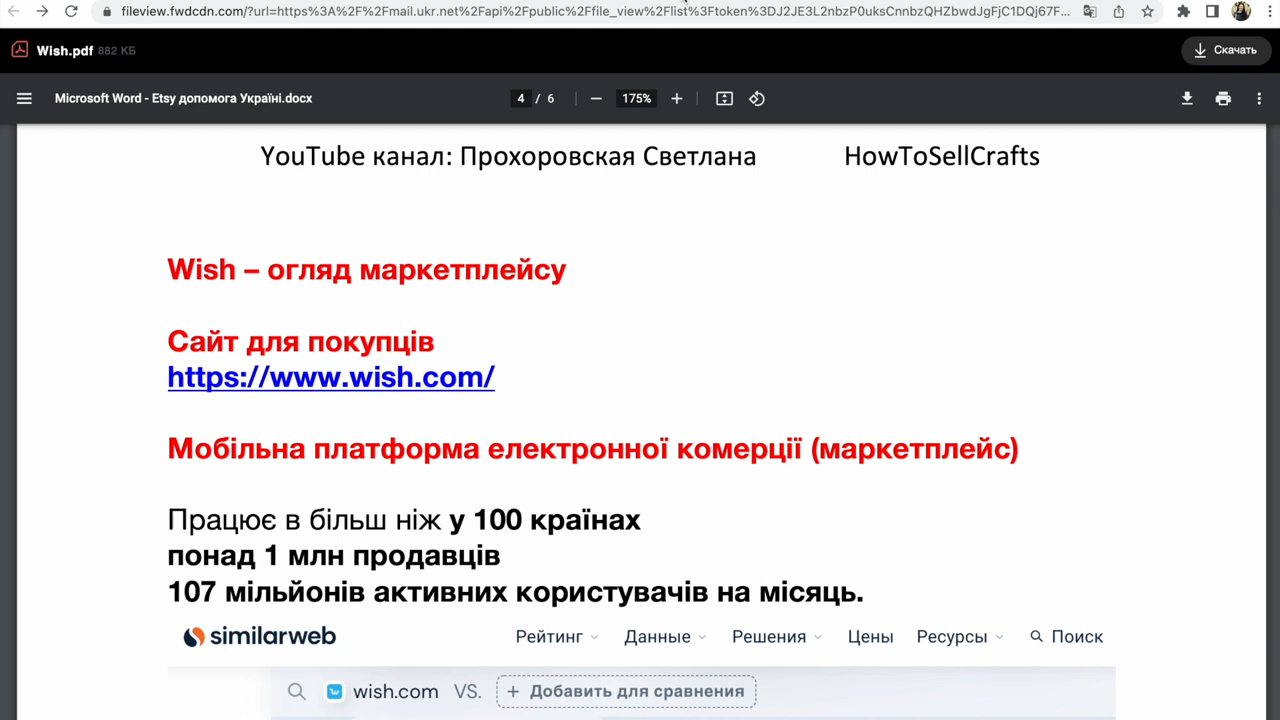 fileview.fwdcdn.com/?url=https%3A%2F%2Fmail.ukr.net%2Fapi%2Fpublic%2Ffile_view%2Flist%3Ftoken%3DJ2JE3L2nbzP0uksCnnbzQHZbwdJgFjC1DQj67F...
Wish.pdf 882 КБ
Скачать
Microsoft Word - Etsy допомога Україні.docx
4 / 6
175%
YouTube канал: Прохоровская Светлана HowToSellCrafts
Wish – огляд маркетплейсу
Сайт для покупців
https://www.wish.com/
Мобільна платформа електронної комерції (маркетплейс)
Працює в більш ніж у 100 країнах
понад 1 млн продавців
107 мільйонів активних користувачів на місяць.
similarweb Рейтинг Данные Решения Цены Ресурсы Поиск
wish.com VS. + Добавить для сравнения